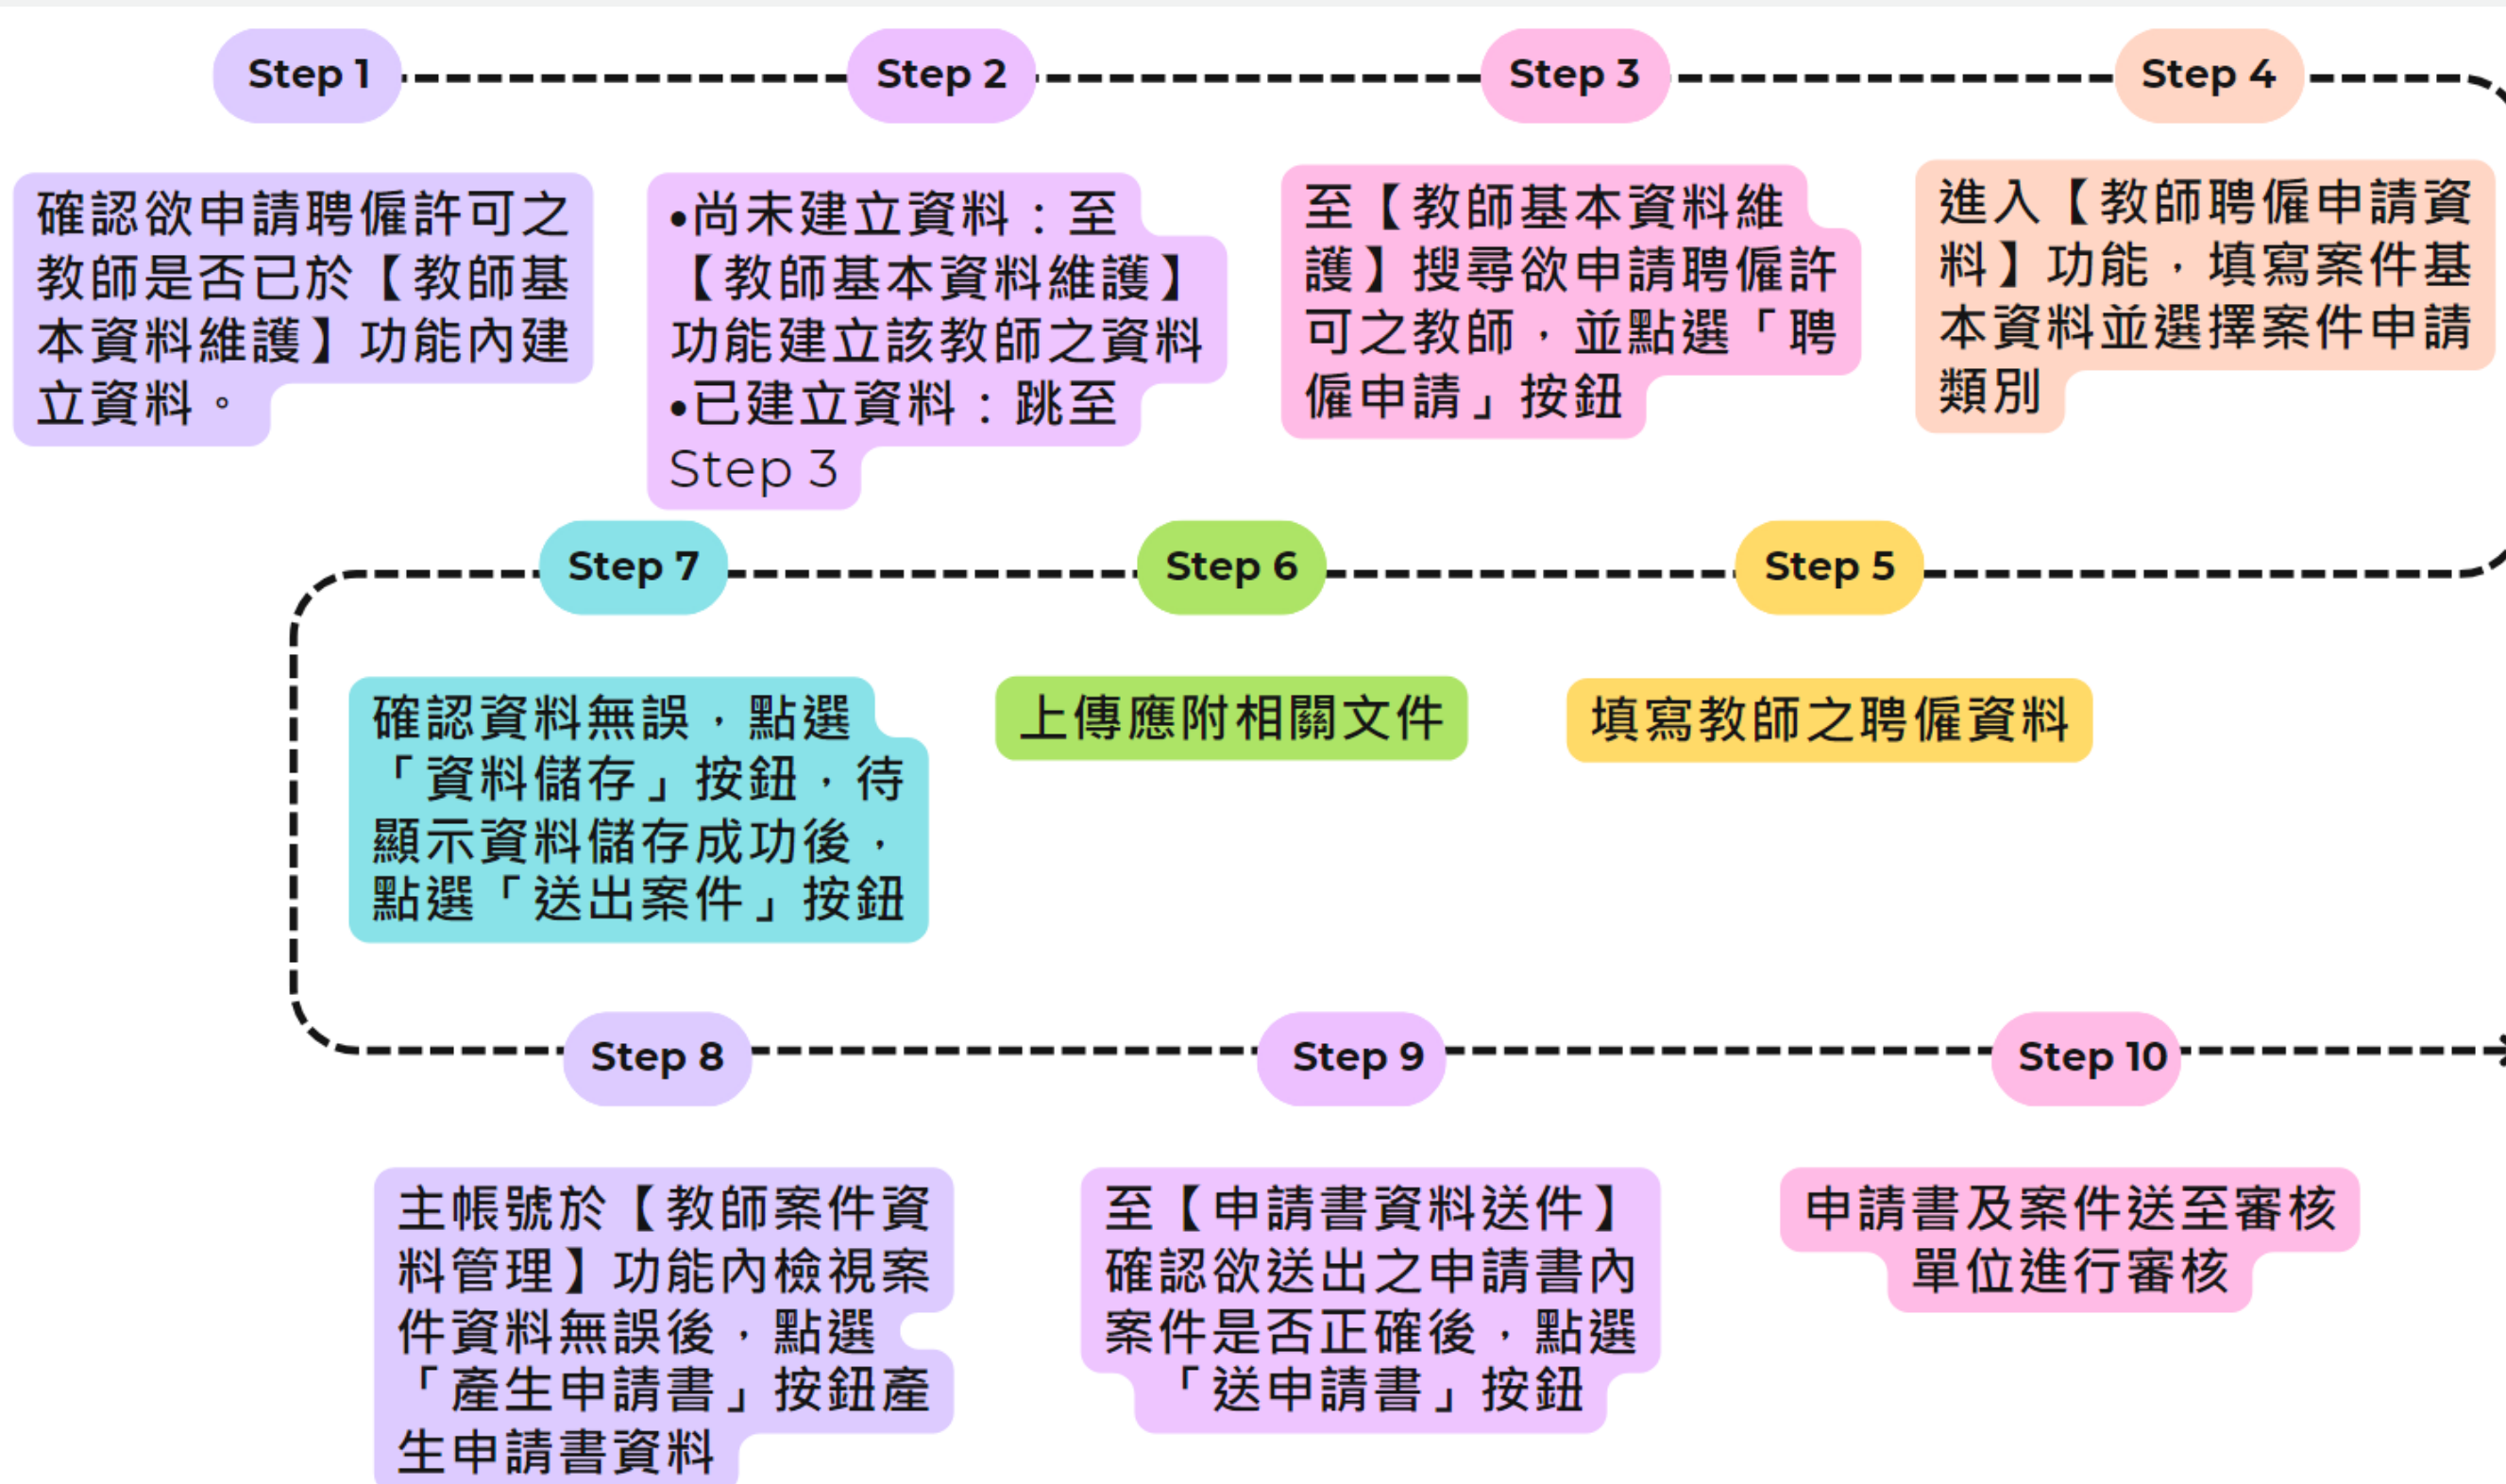 Step 1
確認欲申請聘僱許可之
教師是否已於【教師基
本資料維護】功能內建
立資料。
Step 2
•尚未建立資料：至
【教師基本資料維護】
功能建立該教師之資料
•已建立資料：跳至
Step 3
Step 3
至【教師基本資料維
護】搜尋欲申請聘僱許
可之教師，並點選「聘
僱申請」按鈕
Step 4
進入【教師聘僱申請資
料】功能，填寫案件基
本資料並選擇案件申請
類別
Step 5
填寫教師之聘僱資料
Step 6
上傳應附相關文件
Step 7
確認資料無誤，點選
「資料儲存」按鈕，待
顯示資料儲存成功後，
點選「送出案件」按鈕
Step 8
主帳號於【教師案件資
料管理】功能內檢視案
件資料無誤後，點選
「產生申請書」按鈕產
生申請書資料
Step 9
至【申請書資料送件】
確認欲送出之申請書內
案件是否正確後，點選
「送申請書」按鈕
Step 10
申請書及案件送至審核
單位進行審核